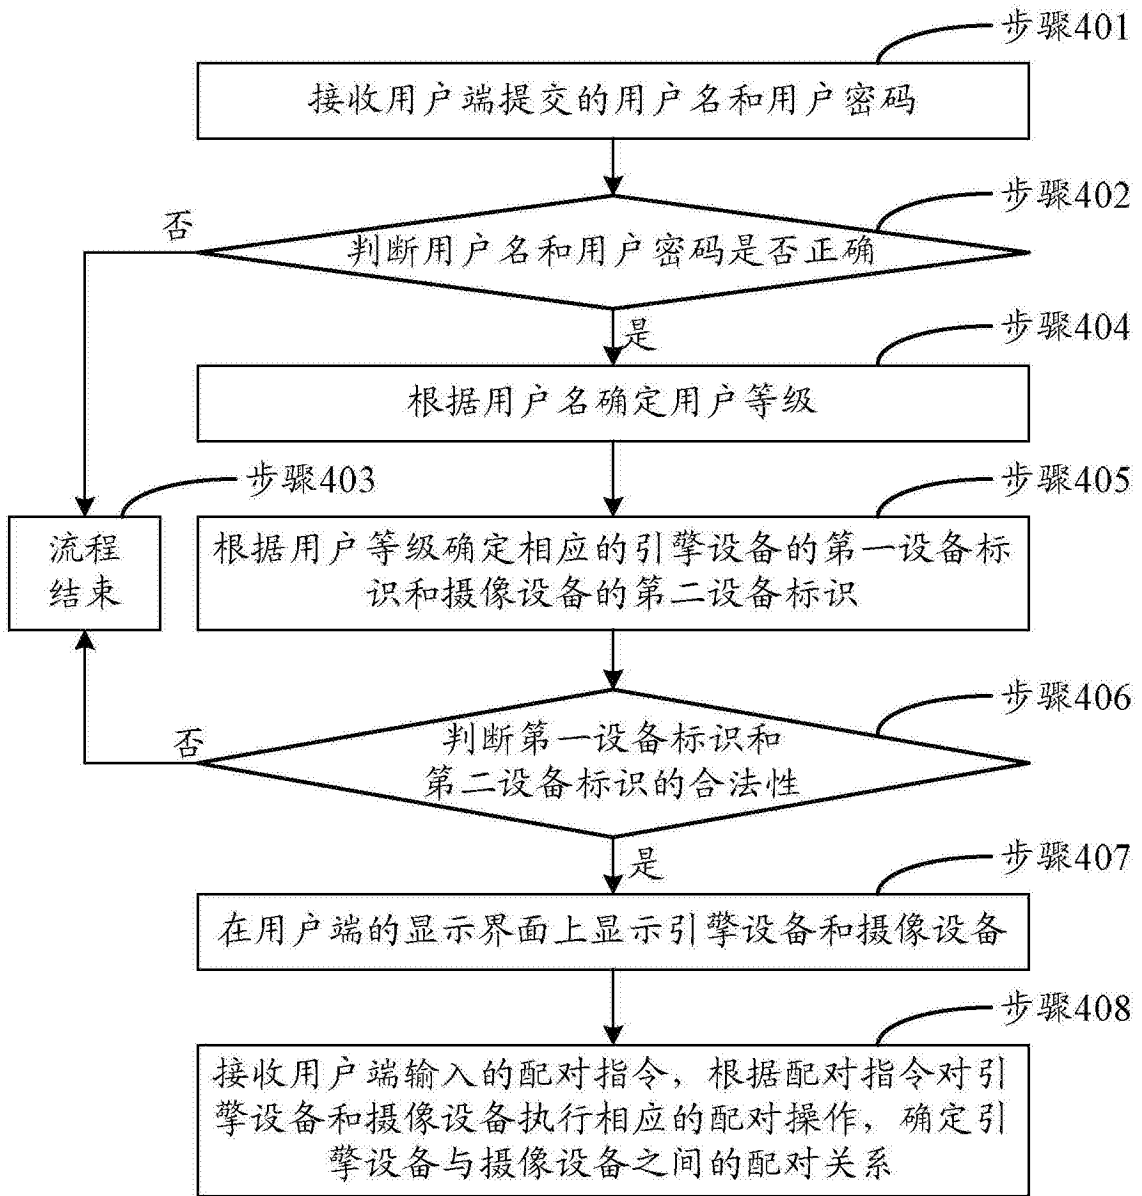 步骤401
接收用户端提交的用户名和用户密码
步骤402
否
判断用户名和用户密码是否正确
是
步骤404
根据用户名确定用户等级
步骤403
步骤405
流程
结束
根据用户等级确定相应的引擎设备的第一设备标
识和摄像设备的第二设备标识
步骤406
否
判断第一设备标识和
第二设备标识的合法性
是
步骤407
在用户端的显示界面上显示引擎设备和摄像设备
步骤408
接收用户端输入的配对指令，根据配对指令对引
擎设备和摄像设备执行相应的配对操作，确定引
擎设备与摄像设备之间的配对关系